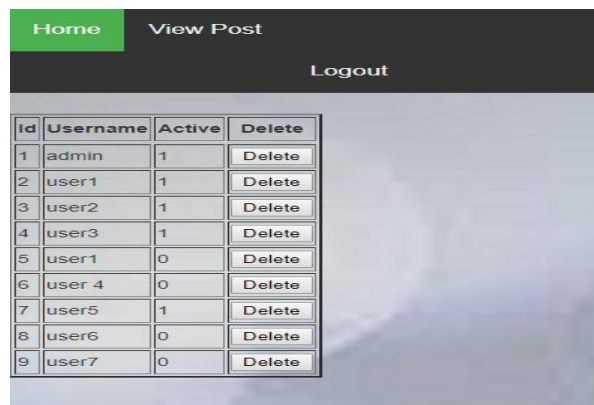 Home View Post
Logout
Id Username Active Delete
1 admin 1 Delete
2 user1 1 Delete
3 user2 1 Delete
4 user3 1 Delete
5 user1 0 Delete
6 user 4 0 Delete
7 user5 1 Delete
8 user6 0 Delete
9 user7 0 Delete